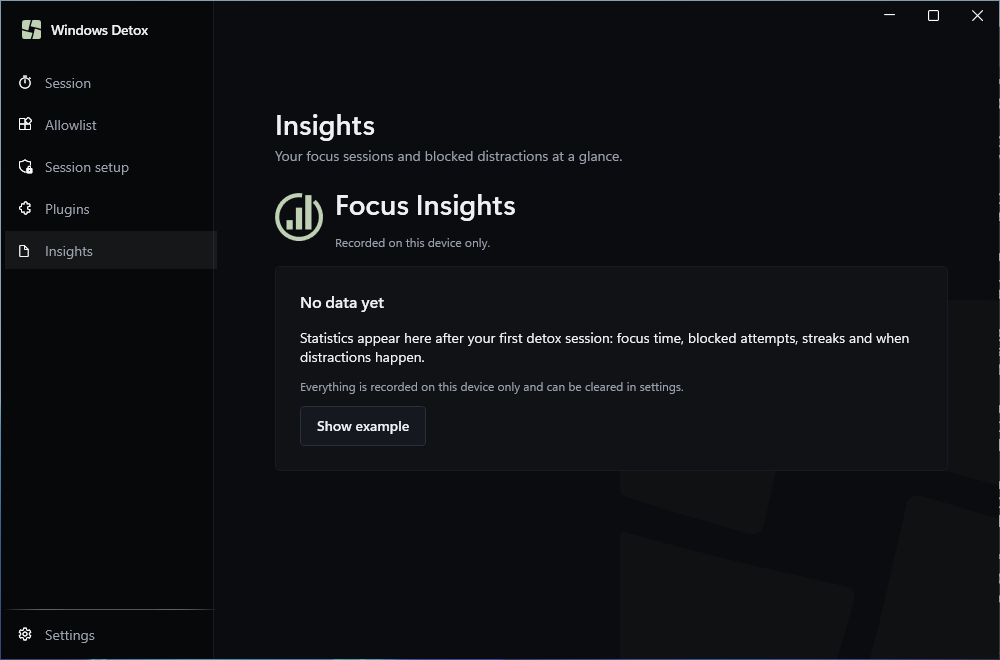 Windows Detox
Session
Allowlist
Session setup
Plugins
Insights
Settings
Insights
Your focus sessions and blocked distractions at a glance.
Focus Insights
Recorded on this device only.
No data yet
Statistics appear here after your first detox session: focus time, blocked attempts, streaks and when
distractions happen.
Everything is recorded on this device only and can be cleared in settings.
Show example